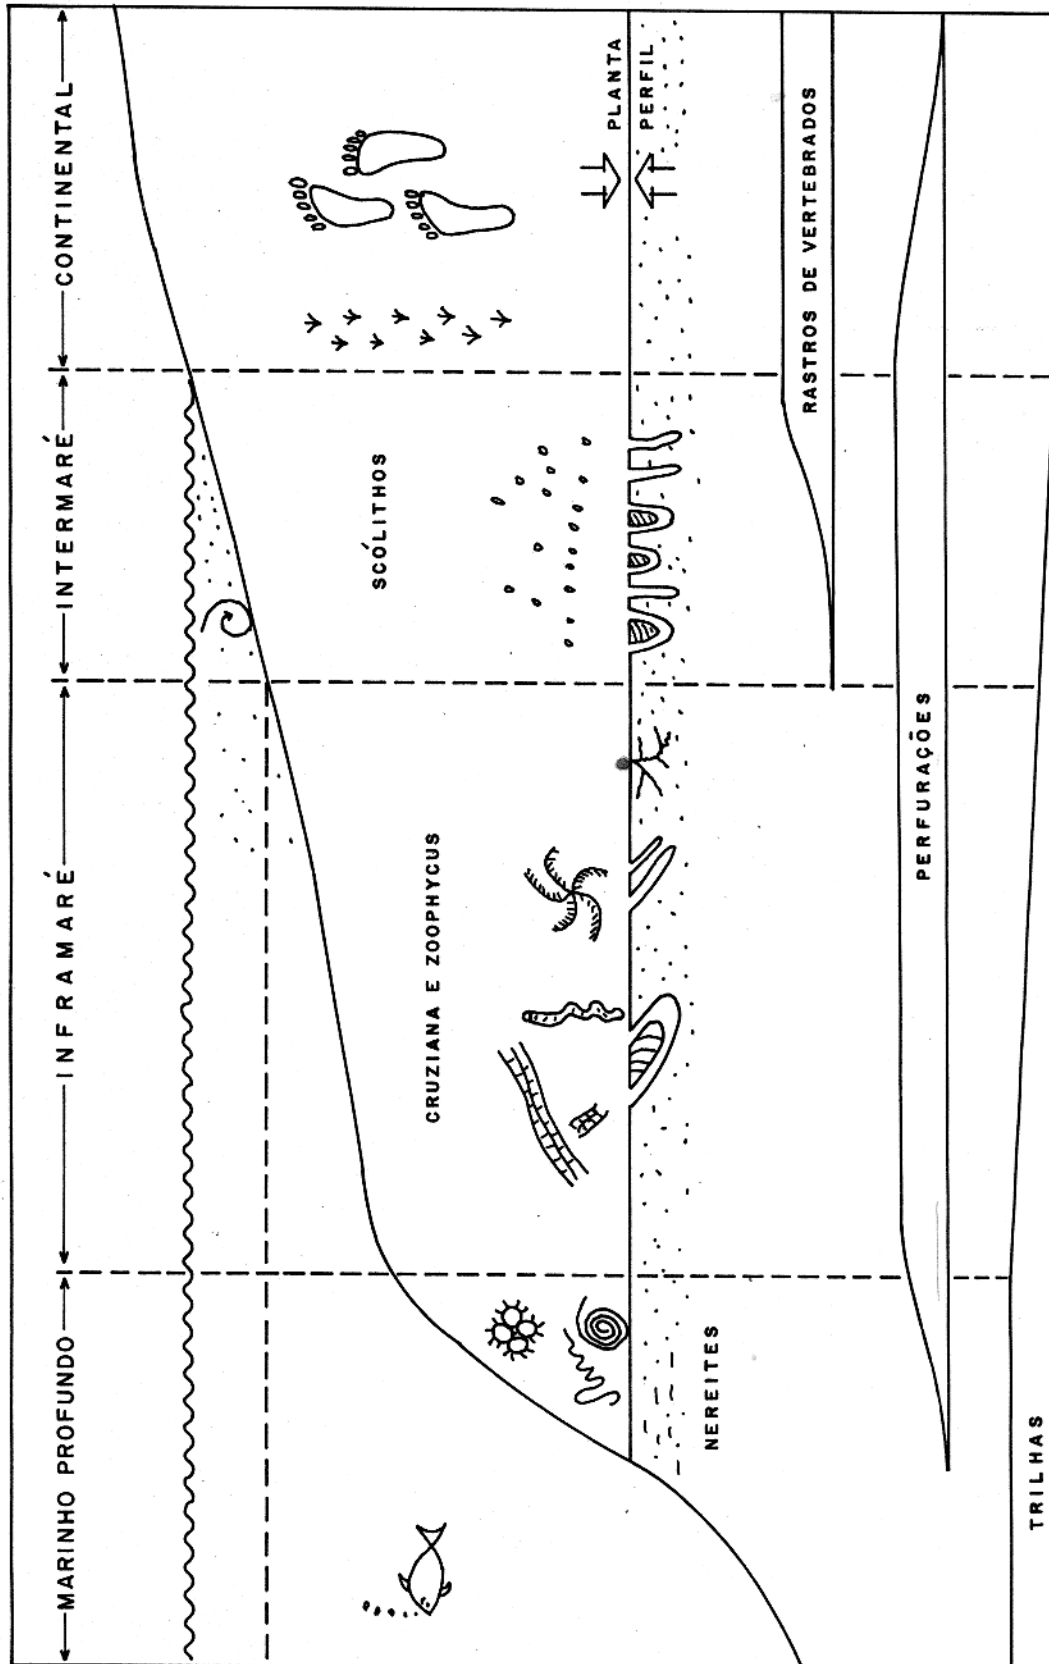 MARINHO PROFUNDO
INFRAMARÉ
INTERMARÉ
CONTINENTAL
SCÓLITHOS
CRUZIANA E ZOOPHYCUS
PLANTA
PERFIL
NEREITES
RASTROS DE VERTEBRADOS
PERFURAÇÕES
TRILHAS